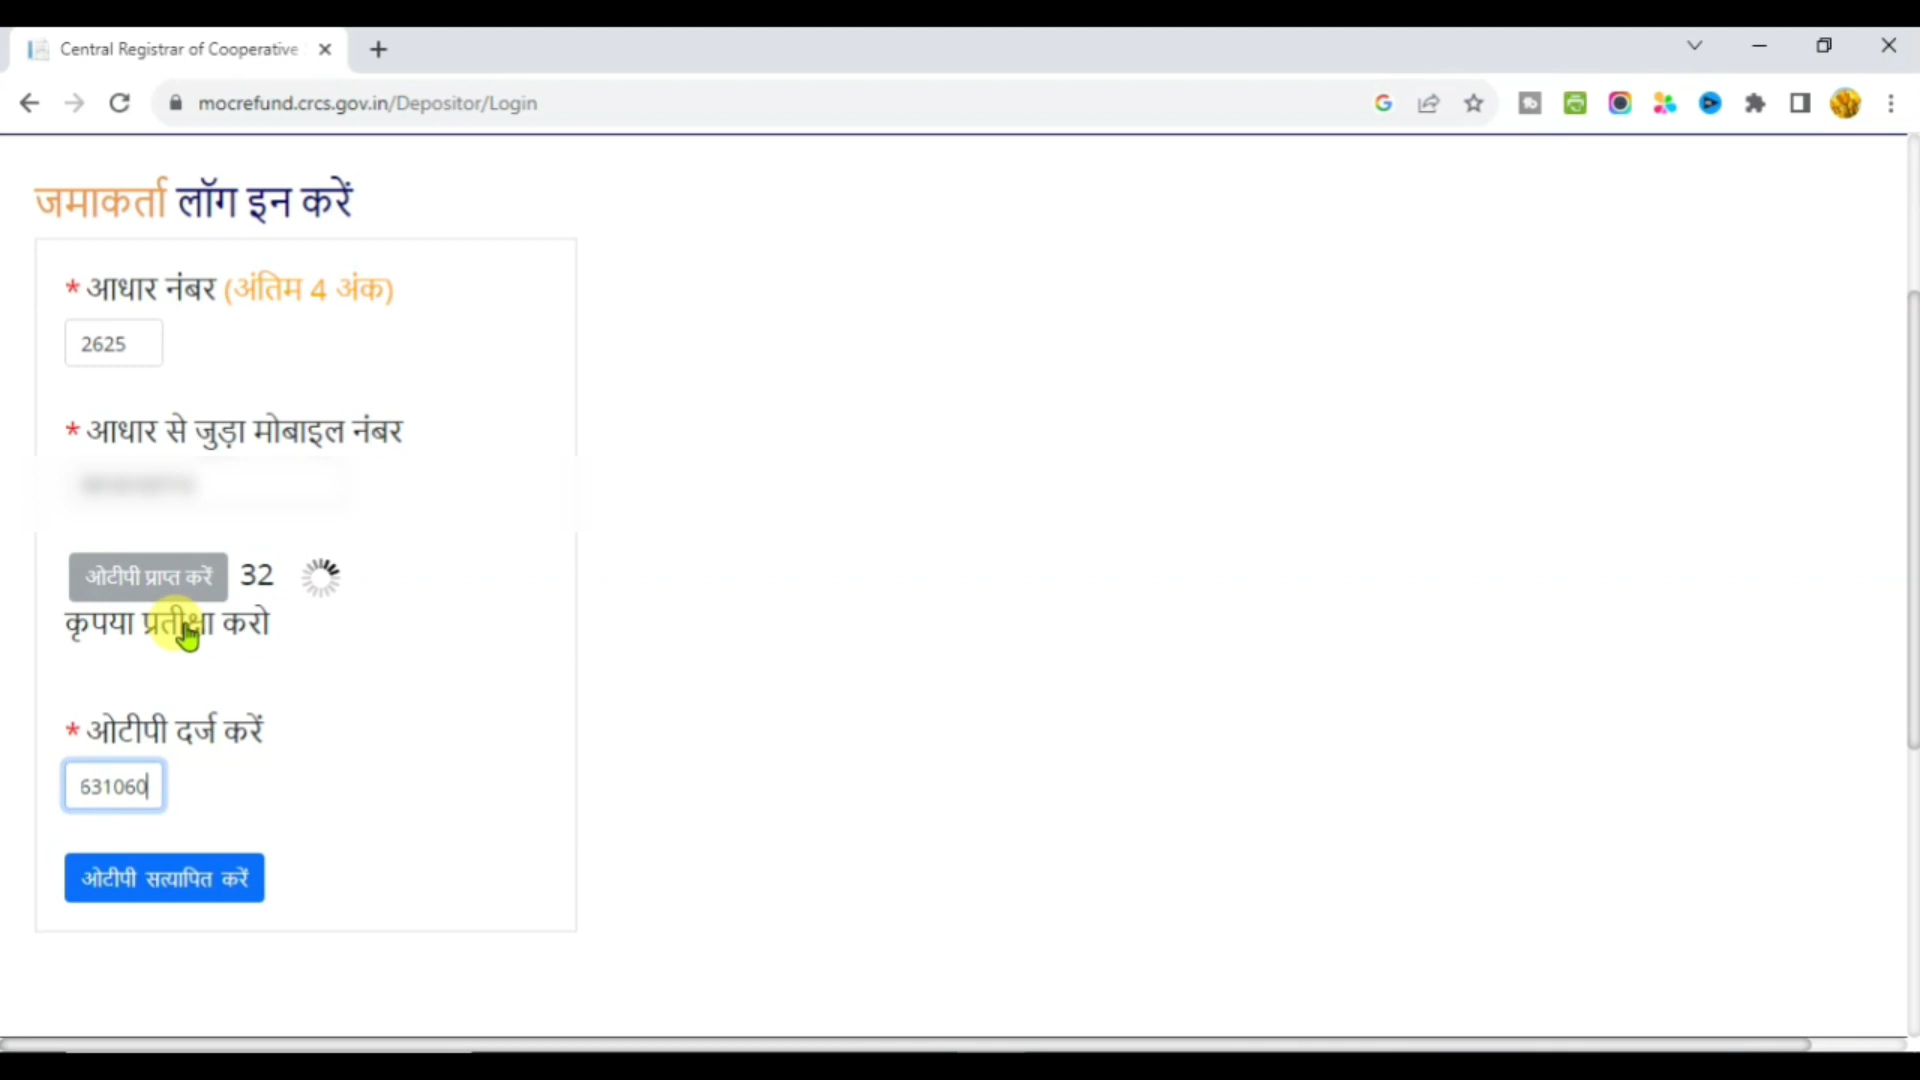 Central Registrar of Cooperative
mocrefund.crcs.gov.in/Depositor/Login
जमाकर्ता लॉग इन करें
* आधार नंबर (अंतिम 4 अंक)
2625
* आधार से जुड़ा मोबाइल नंबर
ओटीपी प्राप्त करें 32
कृपया प्रतीक्षा करो
* ओटीपी दर्ज करें
631060
ओटीपी सत्यापित करें